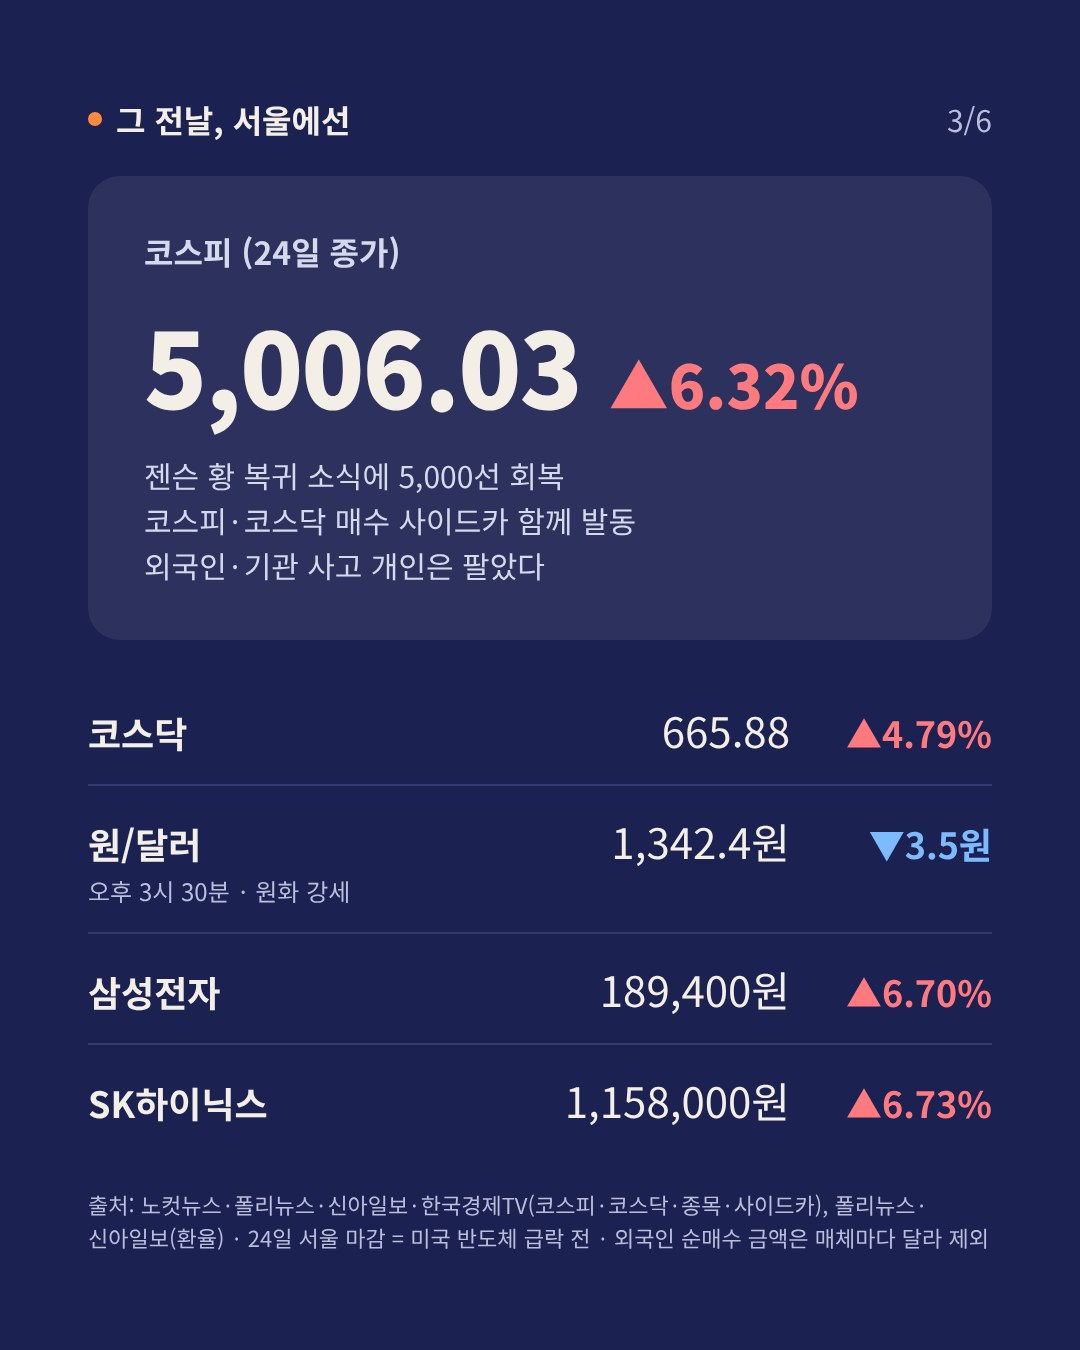 그 전날, 서울에선
3/6
코스피 (24일 종가)
5,006.03 ▲6.32%
젠슨 황 복귀 소식에 5,000선 회복
코스피·코스닥 매수 사이드카 함께 발동
외국인·기관 사고 개인은 팔았다
코스닥 665.88 ▲4.79%
원/달러 1,342.4원 ▼3.5원
오후 3시 30분 · 원화 강세
삼성전자 189,400원 ▲6.70%
SK하이닉스 1,158,000원 ▲6.73%
출처: 노컷뉴스·폴리뉴스·신아일보·한국경제TV(코스피·코스닥·종목·사이드카), 폴리뉴스·
신아일보(환율) · 24일 서울 마감 = 미국 반도체 급락 전 · 외국인 순매수 금액은 매체마다 달라 제외